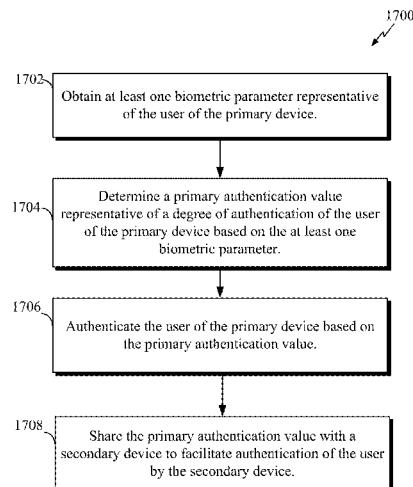 1700
1702
Obtain at least one biometric parameter representative
of the user of the primary device.
1704
Determine a primary authentication value
representative of a degree of authentication of the user
of the primary device based on the at least one
biometric parameter.
1706
Authenticate the user of the primary device based on
the primary authentication value.
1708
Share the primary authentication value with a
secondary device to facilitate authentication of the user
by the secondary device.